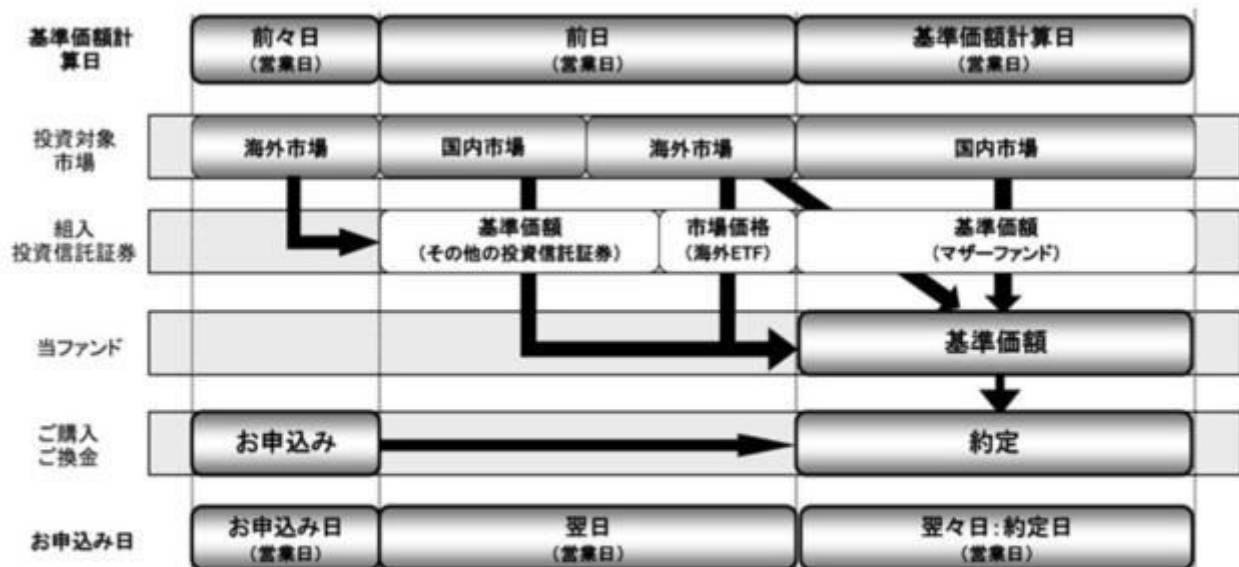 基準価額計
算日
前々日
(営業日)
前日
(営業日)
基準価額計算日
(営業日)
投資対象
市場
海外市場
国内市場
海外市場
国内市場
組入
投資信託証券
基準価額
(その他の投資信託証券)
市場価格
(海外ETF)
基準価額
(マザーファンド)
当ファンド
基準価額
ご購入
ご換金
お申込み
約定
お申込み日
お申込み日
(営業日)
翌日
(営業日)
翌々日:約定日
(営業日)